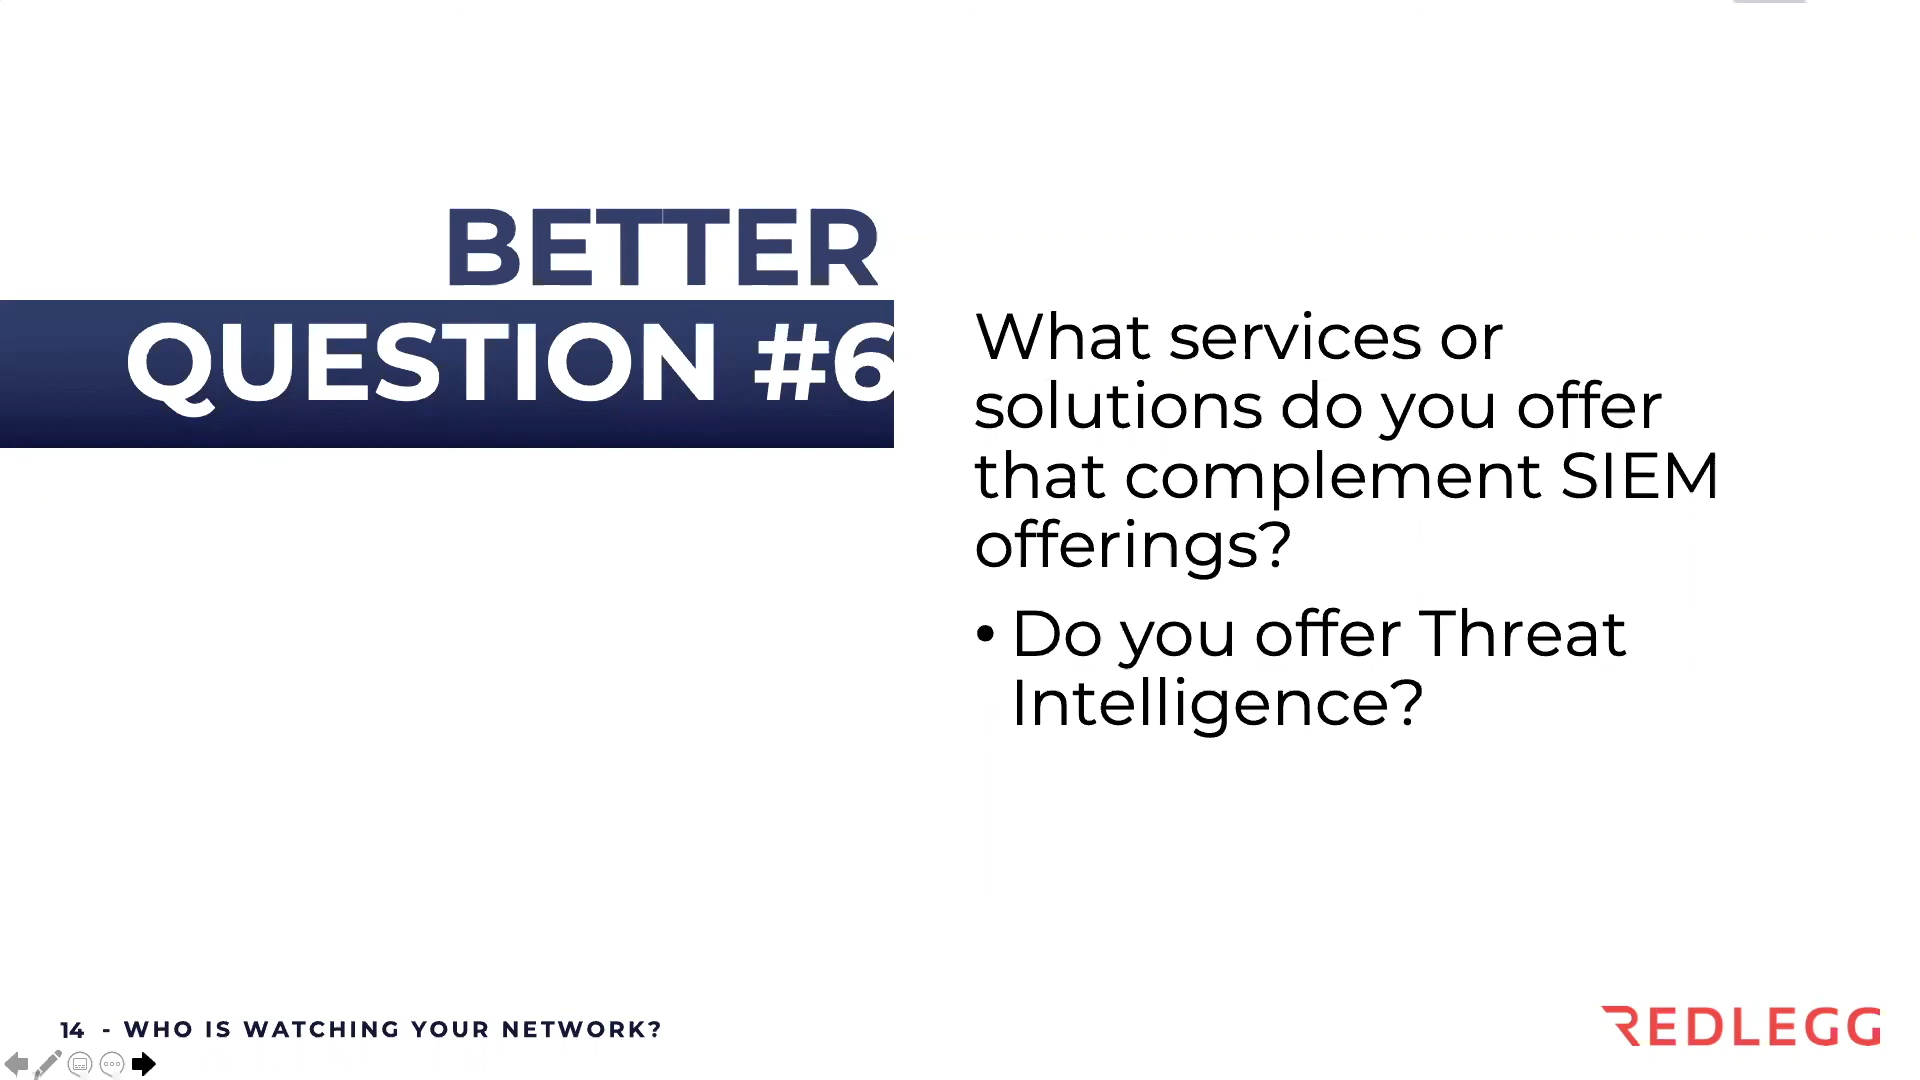 BETTER
QUESTION #6
What services or
solutions do you offer
that complement SIEM
offerings?
• Do you offer Threat
Intelligence?
14 - WHO IS WATCHING YOUR NETWORK?
REDLEGG